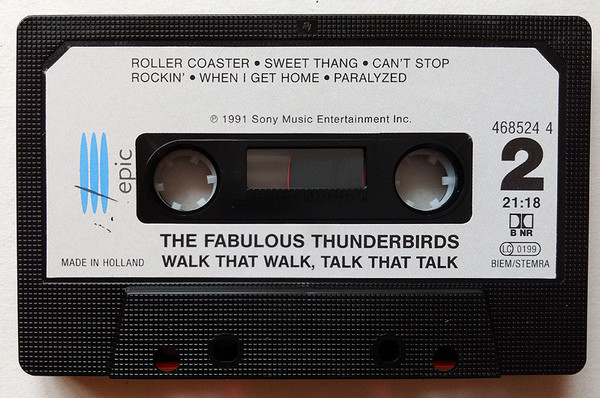 ROLLER COASTER • SWEET THANG • CAN'T STOP
ROCKIN' • WHEN I GET HOME • PARALYZED
℗ 1991 Sony Music Entertainment Inc.
468524 4
epic
2
21:18
B NR
LC 0199
BIEM/STEMRA
THE FABULOUS THUNDERBIRDS
WALK THAT WALK, TALK THAT TALK
MADE IN HOLLAND